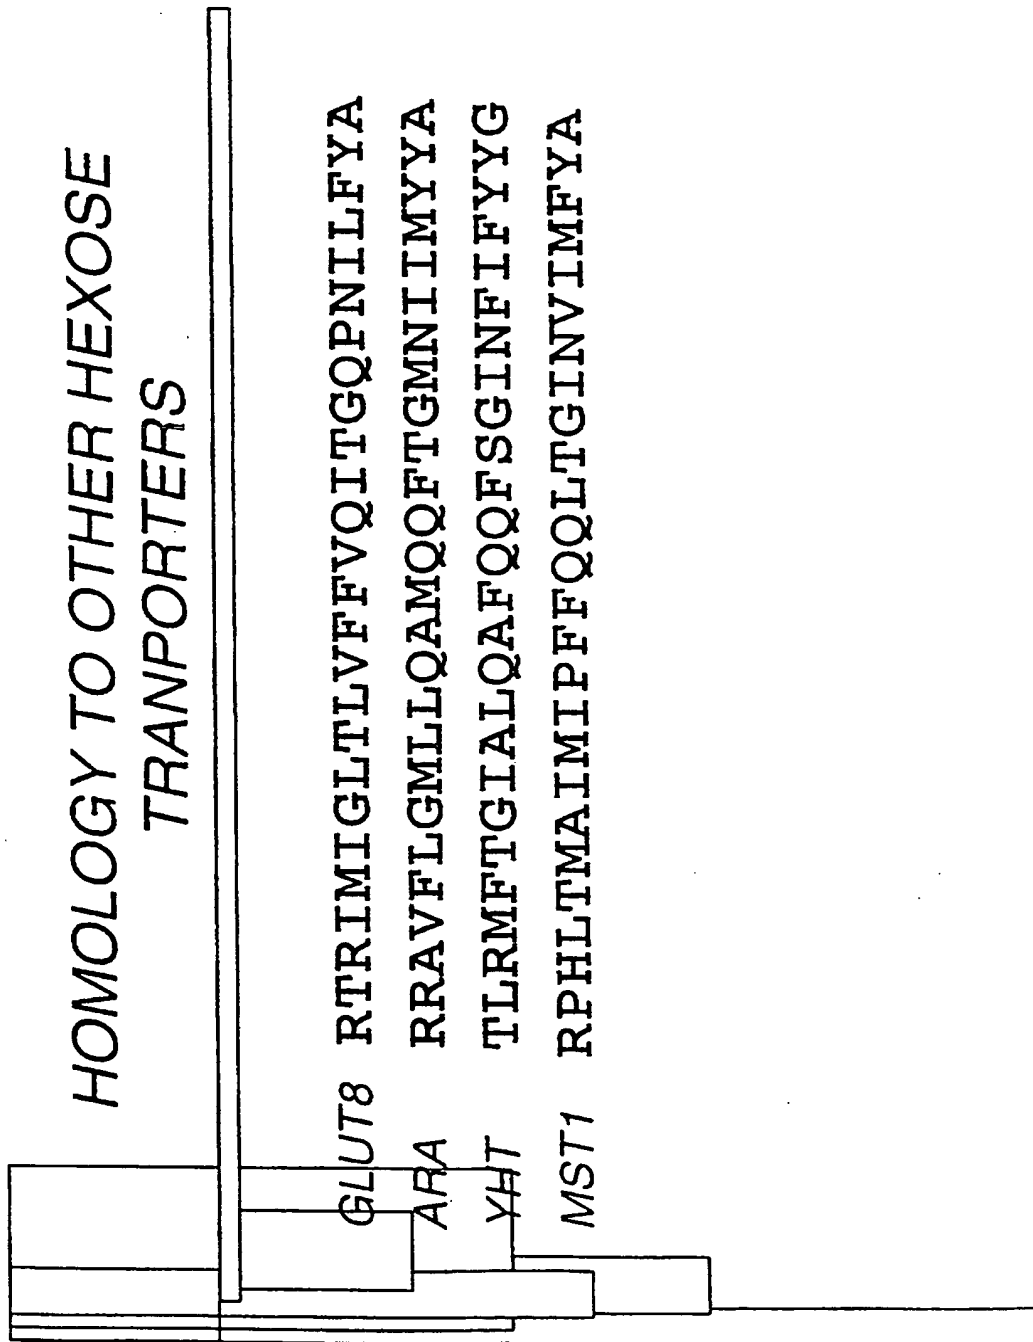 HOMOLOGY TO OTHER HEXOSE
TRANPORTERS
GLUT8 RTRIMIGLTLVFFVQITGQPNILFYA
ARA RRAVFLGMLLQAMQQFTGMNIIMYYA
YHT TLRMFTGIALQAFQQFSGINFIFYYG
MST1 RPHLTMAIMIPFFQQLTGINVIMFYA